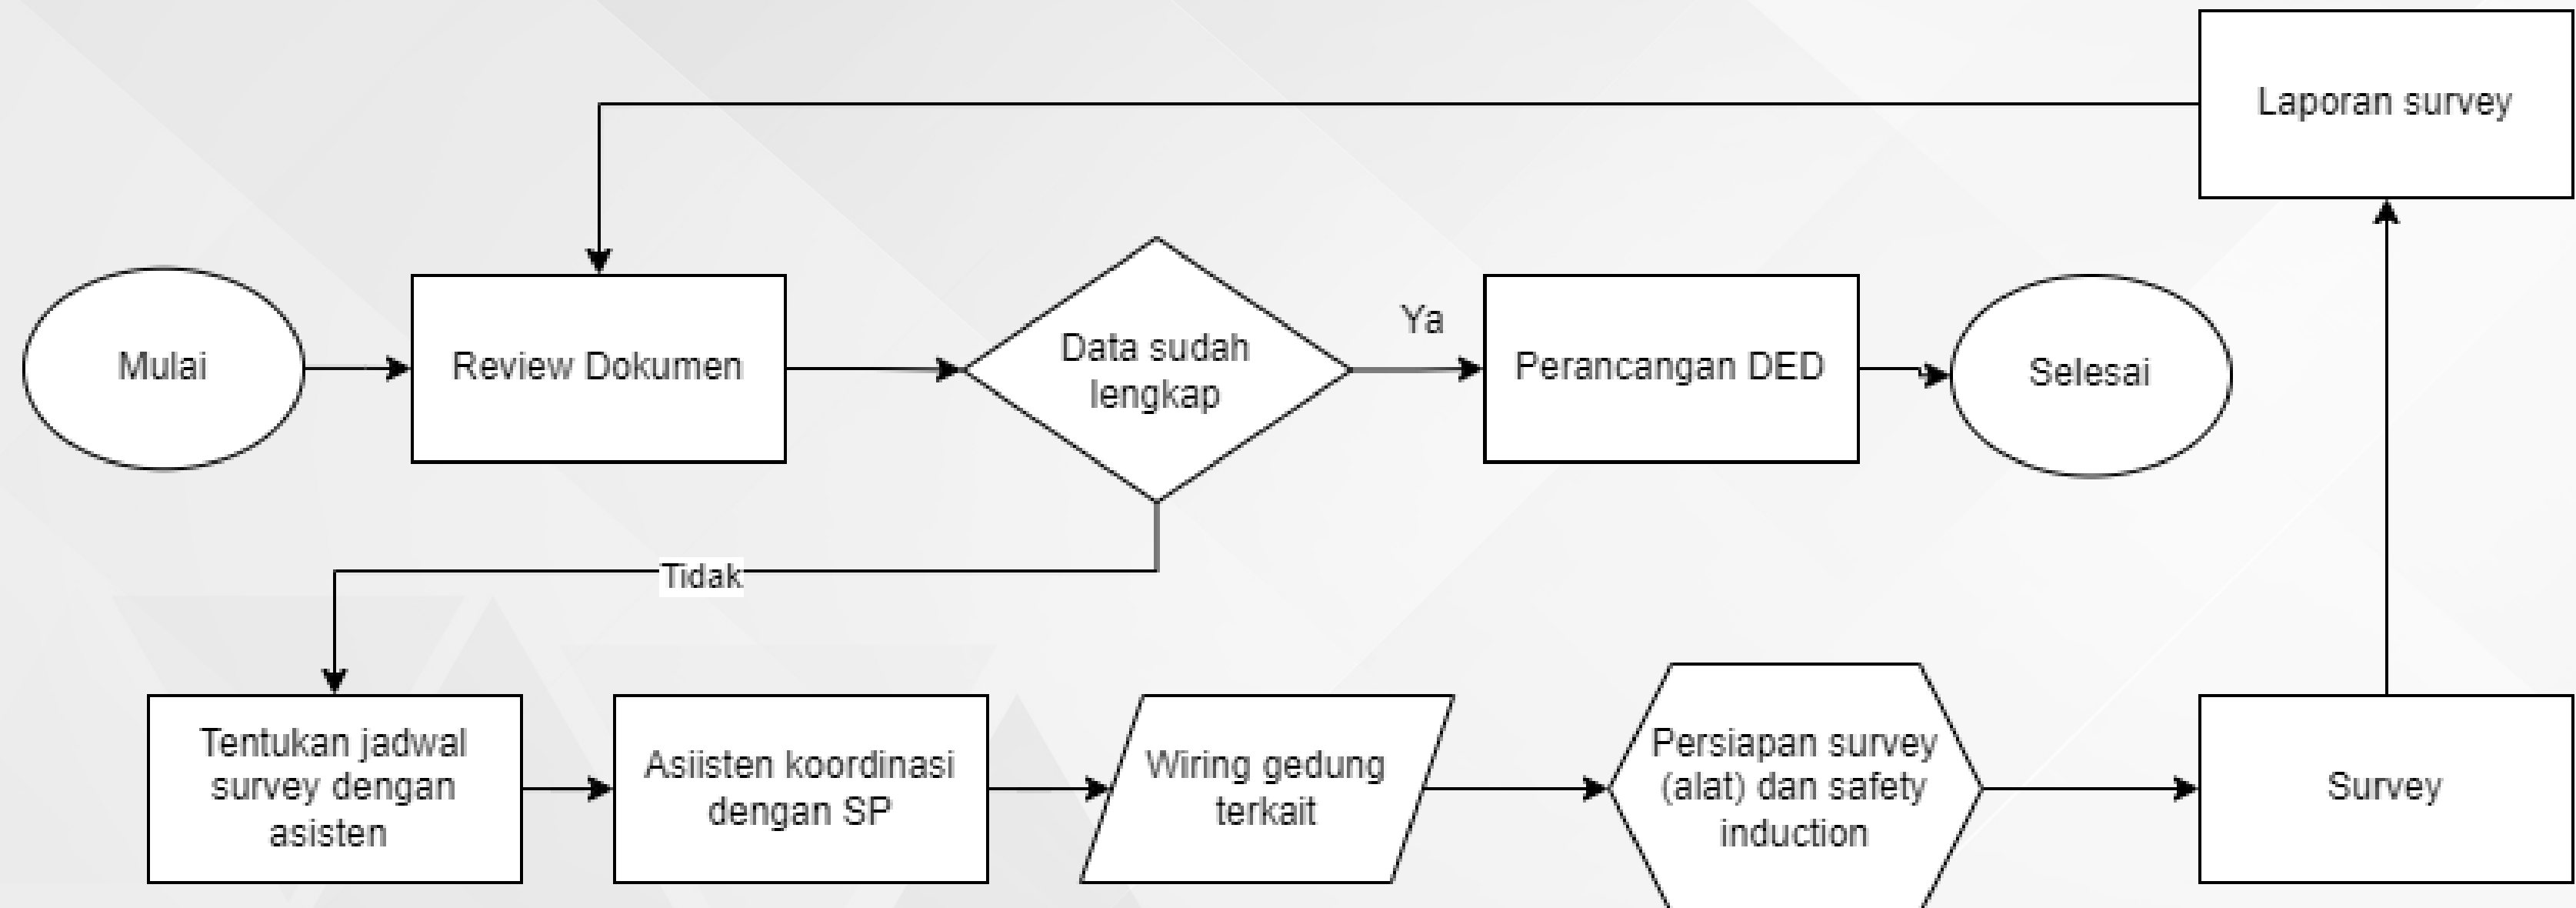 Laporan survey
Mulai
Review Dokumen
Data sudah
lengkap
Ya
Perancangan DED
Selesai
Tidak
Tentukan jadwal
survey dengan
asisten
Asiisten koordinasi
dengan SP
Wiring gedung
terkait
Persiapan survey
(alat) dan safety
induction
Survey